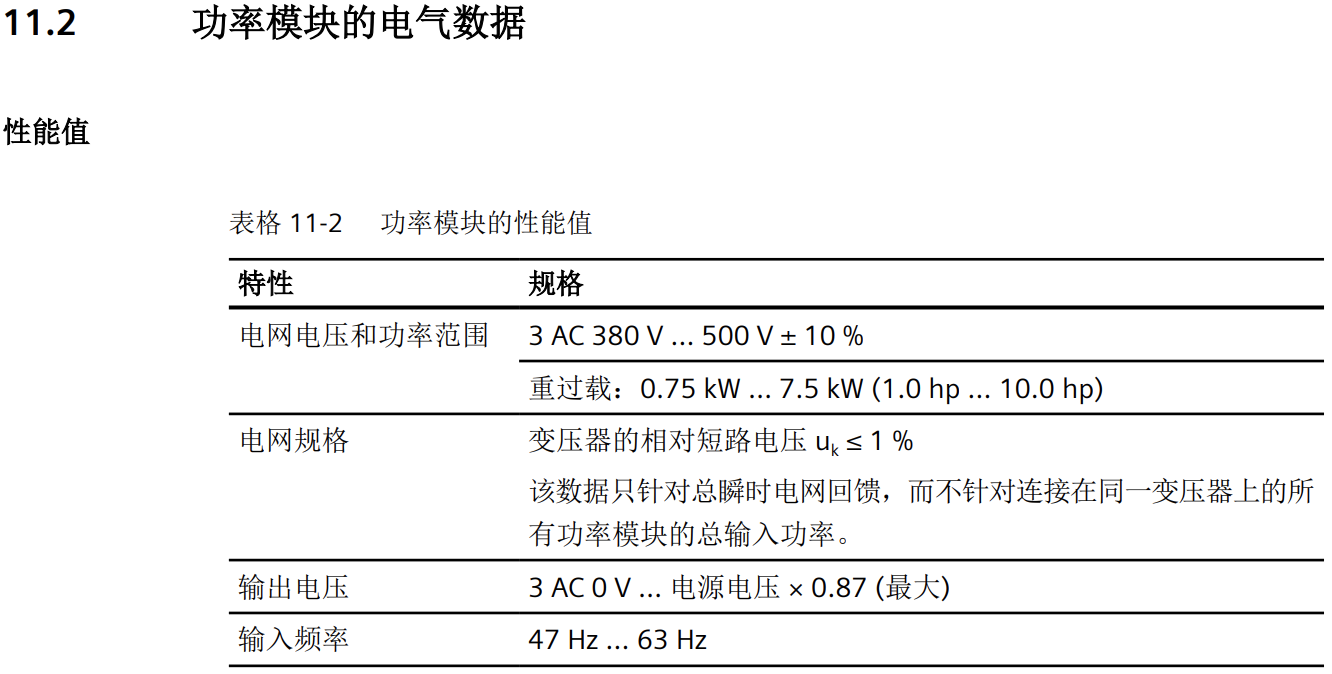 11.2 功率模块的电气数据
性能值
表格 11-2 功率模块的性能值
特性 规格
电网电压和功率范围 3 AC 380 V ... 500 V ± 10 %
重过载：0.75 kW ... 7.5 kW (1.0 hp ... 10.0 hp)
电网规格 变压器的相对短路电压 uk ≤ 1 %
该数据只针对总瞬时电网回馈，而不针对连接在同一变压器上的所
有功率模块的总输入功率。
输出电压 3 AC 0 V ... 电源电压 × 0.87 (最大)
输入频率 47 Hz ... 63 Hz